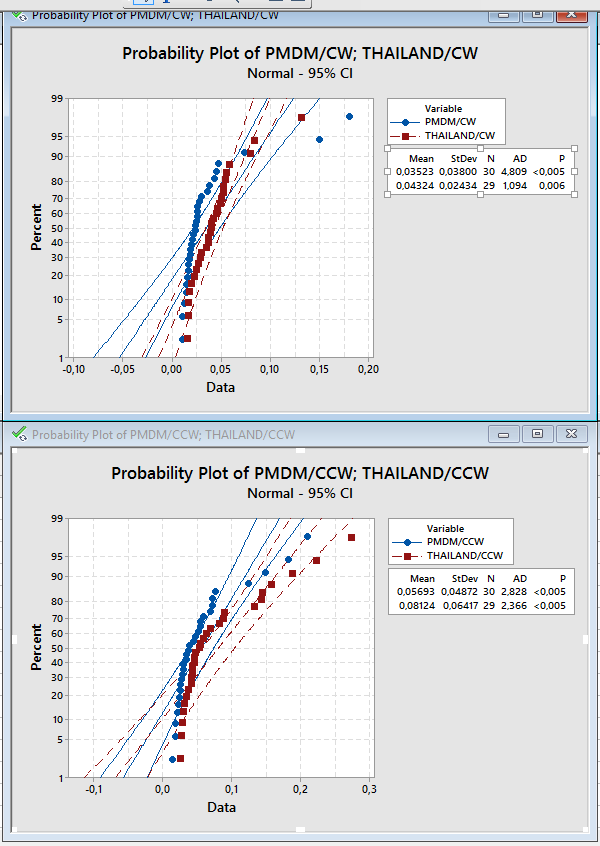 Probability Plot of PMDM/CW; THAILAND/CW
Probability Plot of PMDM/CW; THAILAND/CW
Normal - 95% CI
99
95
90
80
70
60
50
40
30
20
10
5
1
Percent
-0,10
-0,05
0,00
0,05
0,10
0,15
0,20
Data
Variable
PMDM/CW
THAILAND/CW
Mean StDev N AD P
0,03523 0,03800 30 4,809 <0,005
0,04324 0,02434 29 1,094 0,006
Probability Plot of PMDM/CCW; THAILAND/CCW
Probability Plot of PMDM/CCW; THAILAND/CCW
Normal - 95% CI
99
95
90
80
70
60
50
40
30
20
10
5
1
Percent
-0,1
0,0
0,1
0,2
0,3
Data
Variable
PMDM/CCW
THAILAND/CCW
Mean StDev N AD P
0,05693 0,04872 30 2,828 <0,005
0,08124 0,06417 29 2,366 <0,005